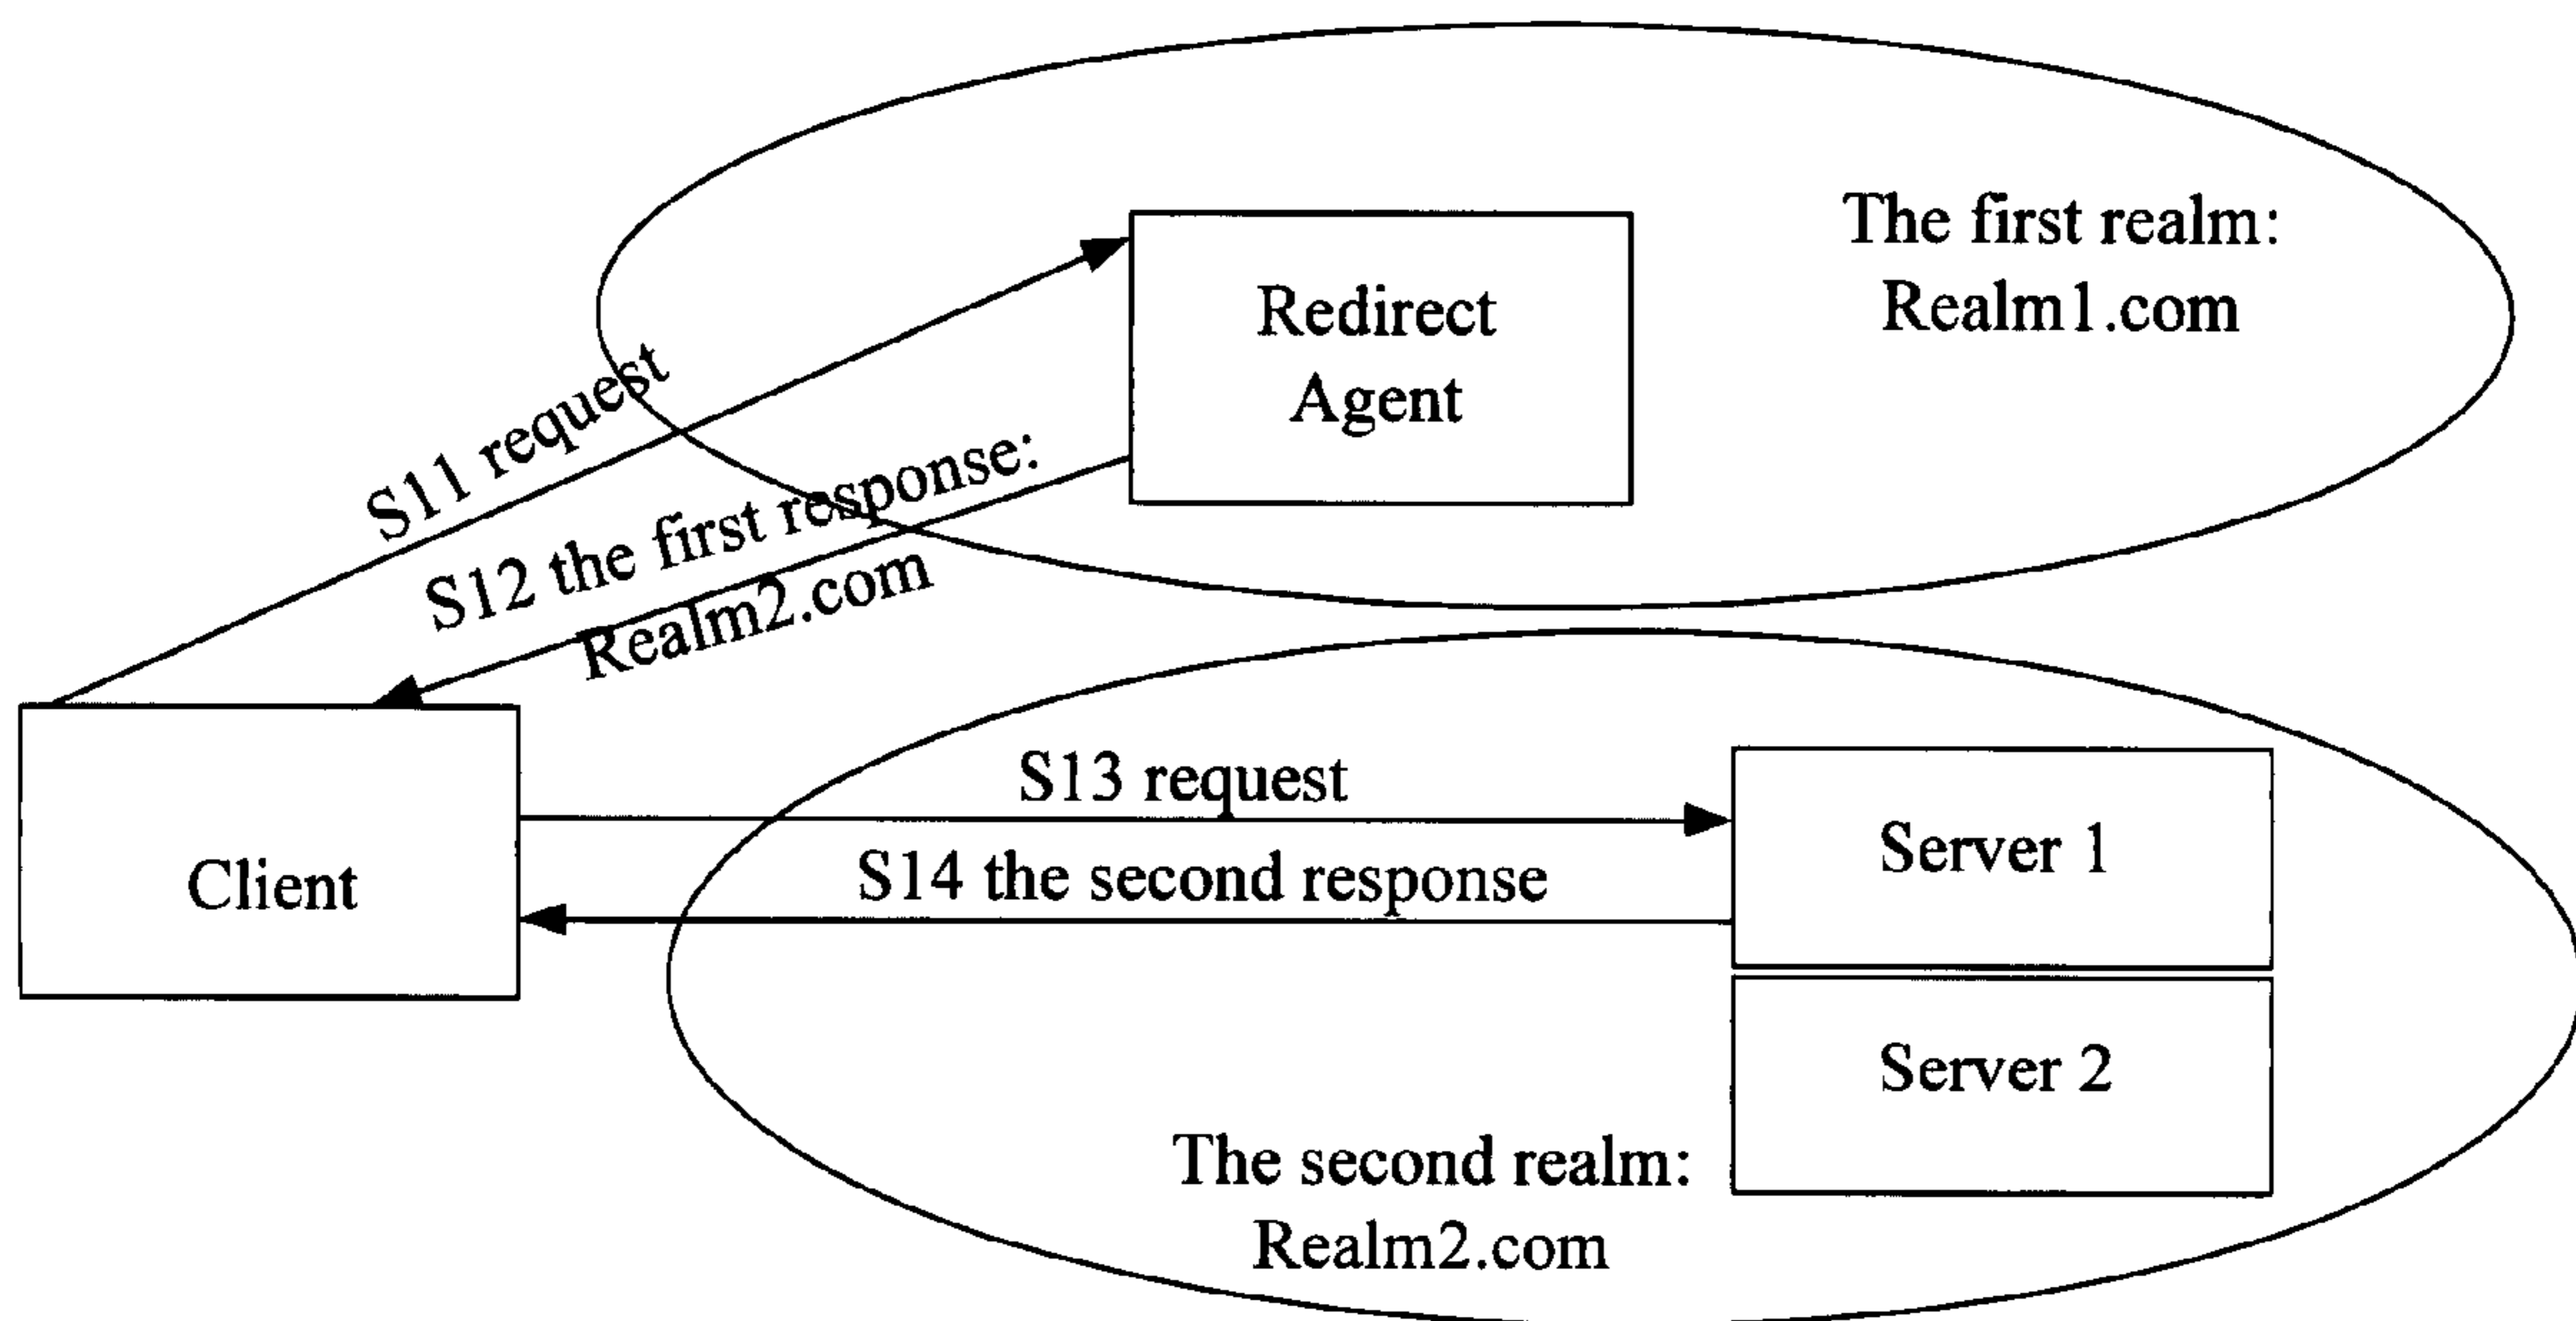 The first realm:
Realm1.com
Redirect
Agent
S11 request
S12 the first response:
Realm2.com
Client
S13 request
S14 the second response
Server 1
Server 2
The second realm:
Realm2.com